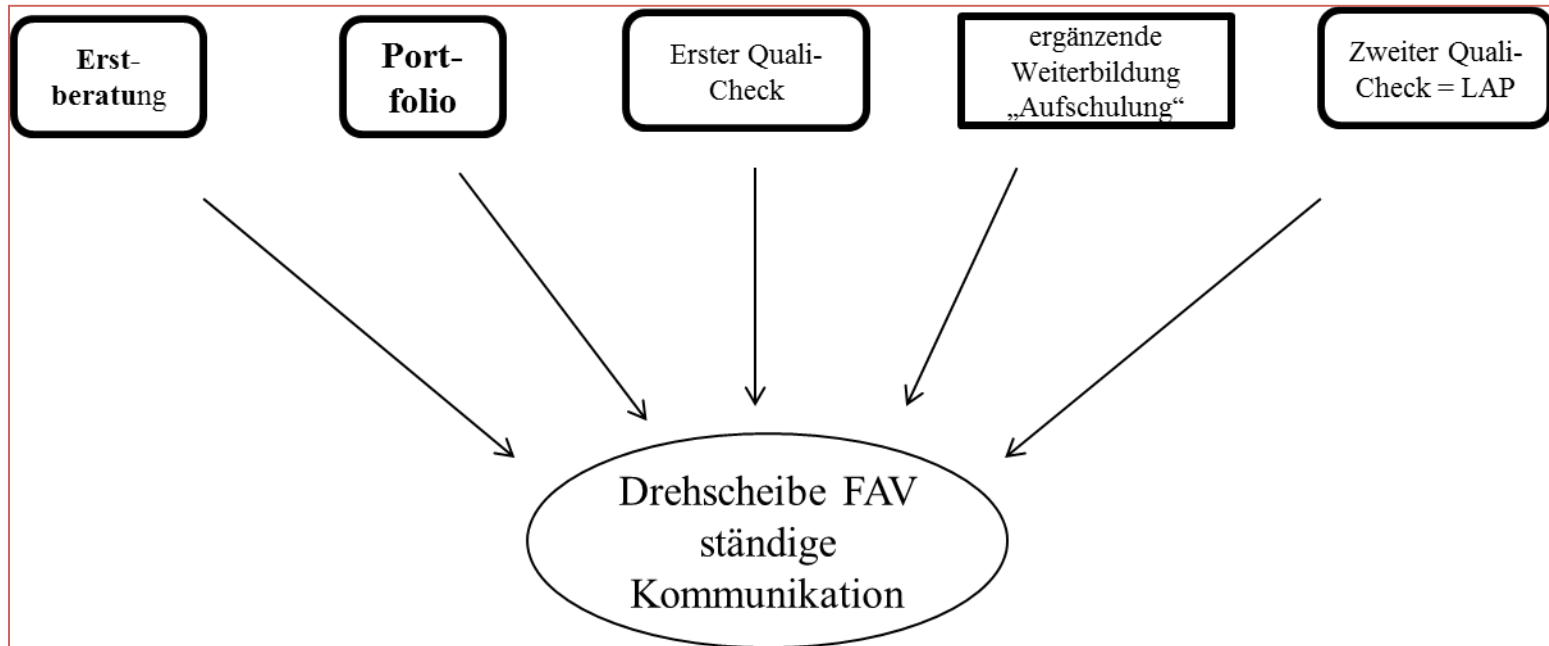 Erst-
beratung
Port-
folio
Erster Quali-
Check
ergänzende
Weiterbildung
„Aufschulung“
Zweiter Quali-
Check = LAP
Drehscheibe FAV
ständige
Kommunikation